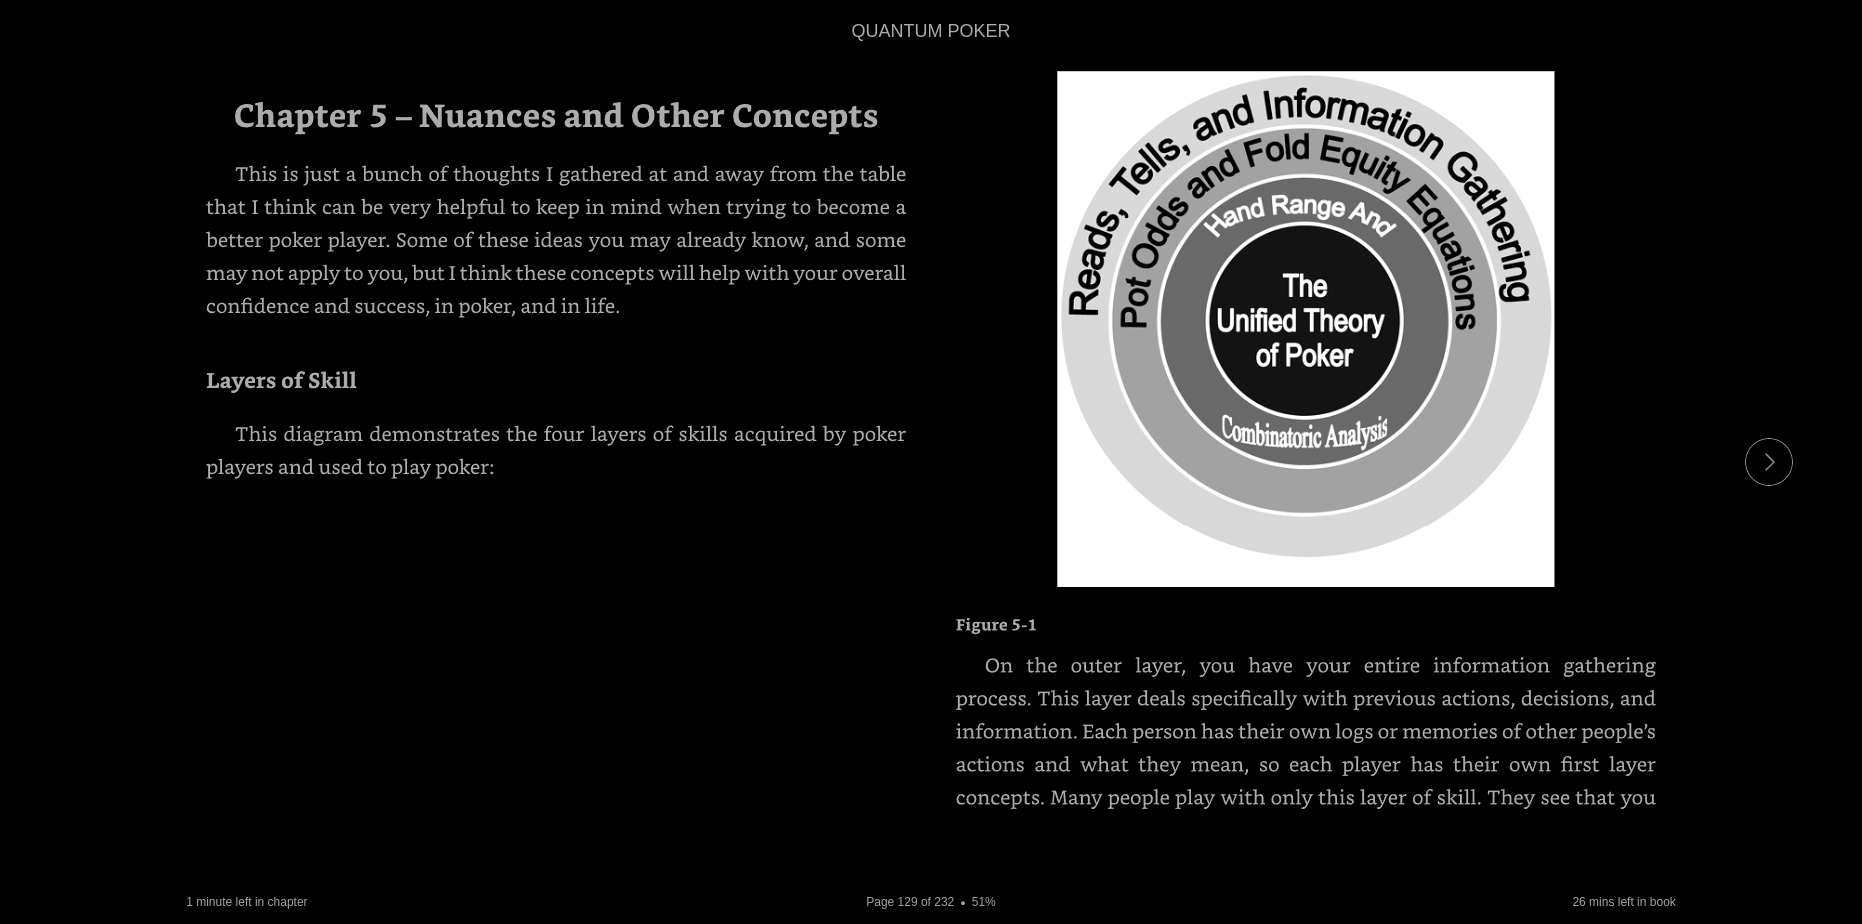 QUANTUM POKER
Chapter 5 – Nuances and Other Concepts
This is just a bunch of thoughts I gathered at and away from the table
that I think can be very helpful to keep in mind when trying to become a
better poker player. Some of these ideas you may already know, and some
may not apply to you, but I think these concepts will help with your overall
confidence and success, in poker, and in life.
Layers of Skill
This diagram demonstrates the four layers of skills acquired by poker
players and used to play poker:
Reads, Tells, and Information Gathering
Pot Odds and Fold Equity Equations
Hand Range And
The
Unified Theory
of Poker
Combinatoric Analysis
Figure 5-1
On the outer layer, you have your entire information gathering
process. This layer deals specifically with previous actions, decisions, and
information. Each person has their own logs or memories of other people’s
actions and what they mean, so each player has their own first layer
concepts. Many people play with only this layer of skill. They see that you
1 minute left in chapter
Page 129 of 232 • 51%
26 mins left in book